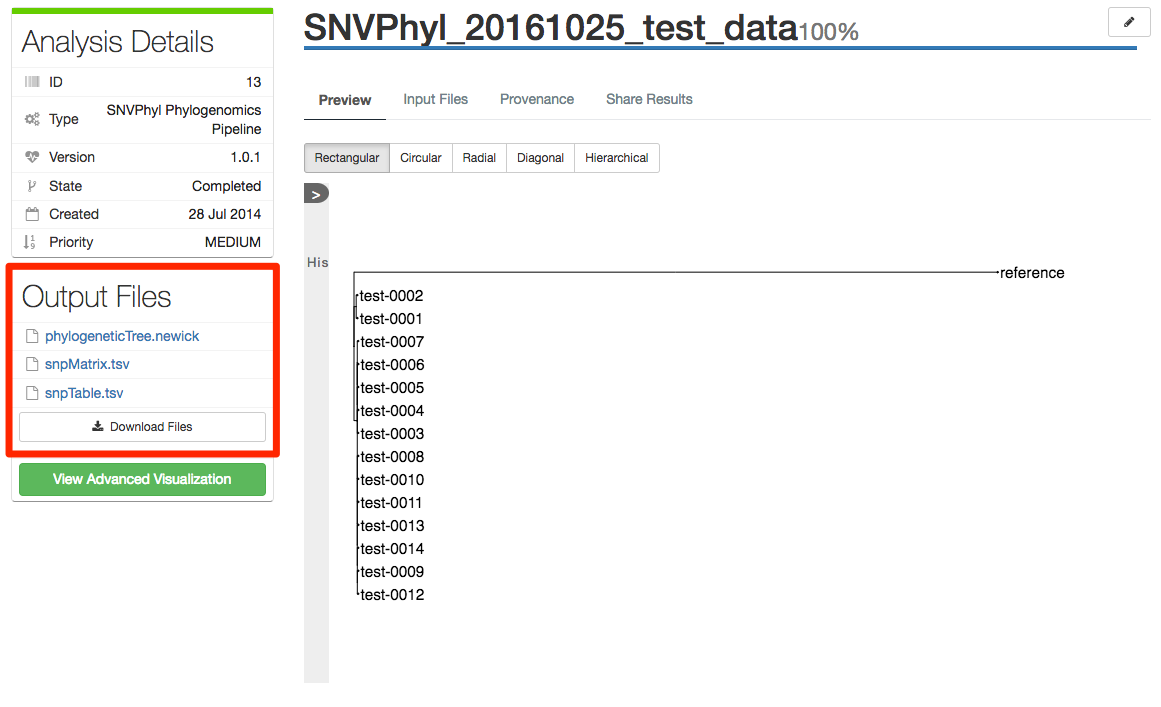 Analysis Details
ID 13
Type SNVPhyl Phylogenomics
Pipeline
Version 1.0.1
State Completed
Created 28 Jul 2014
Priority MEDIUM
Output Files
phylogeneticTree.newick
snpMatrix.tsv
snpTable.tsv
Download Files
View Advanced Visualization
SNVPhyl_20161025_test_data100%
Preview Input Files Provenance Share Results
Rectangular Circular Radial Diagonal Hierarchical
>
His
reference
test-0002
test-0001
test-0007
test-0006
test-0005
test-0004
test-0003
test-0008
test-0010
test-0011
test-0013
test-0014
test-0009
test-0012